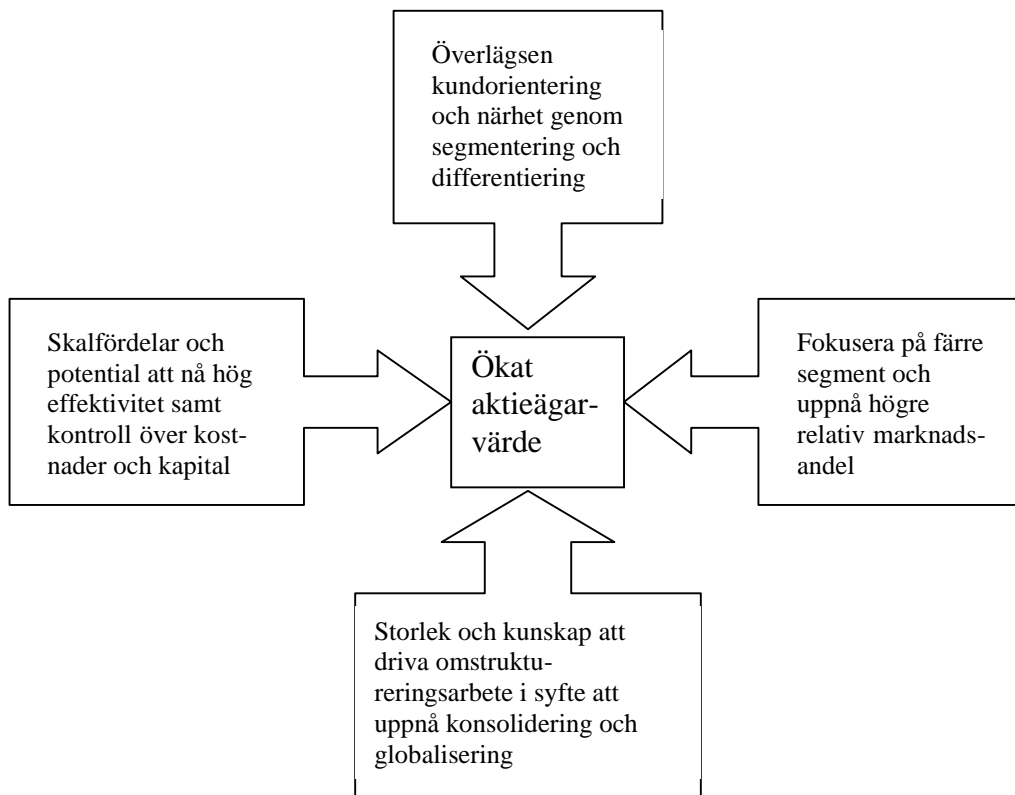 Överlägsen
kundorientering
och närhet genom
segmentering och
differentiering
Skalfördelar och
potential att nå hög
effektivitet samt
kontroll över kost-
nader och kapital
Ökat
aktieägar-
värde
Fokusera på färre
segment och
uppnå högre
relativ marknads-
andel
Storlek och kunskap att
driva omstruktu-
reringsarbete i syfte att
uppnå konsolidering och
globalisering